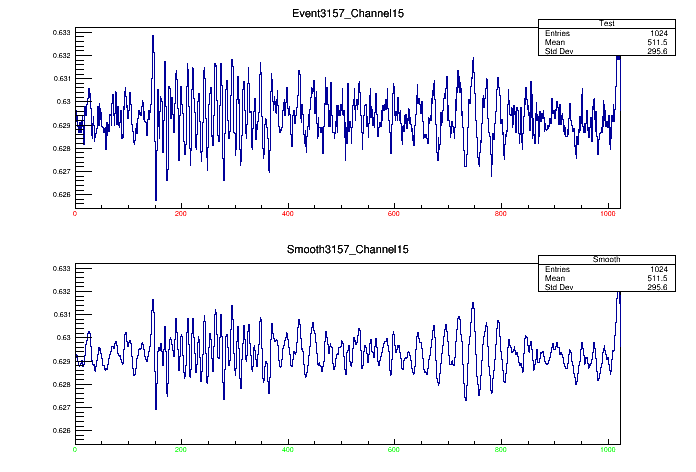 Event3157_Channel15
Test
Entries 1024
Mean 511.5
Std Dev 295.6
0.633
0.632
0.631
0.63
0.629
0.628
0.627
0.626
0 200 400 600 800 1000
Smooth3157_Channel15
Smooth
Entries 1024
Mean 511.5
Std Dev 295.6
0.633
0.632
0.631
0.63
0.629
0.628
0.627
0.626
0 200 400 600 800 1000